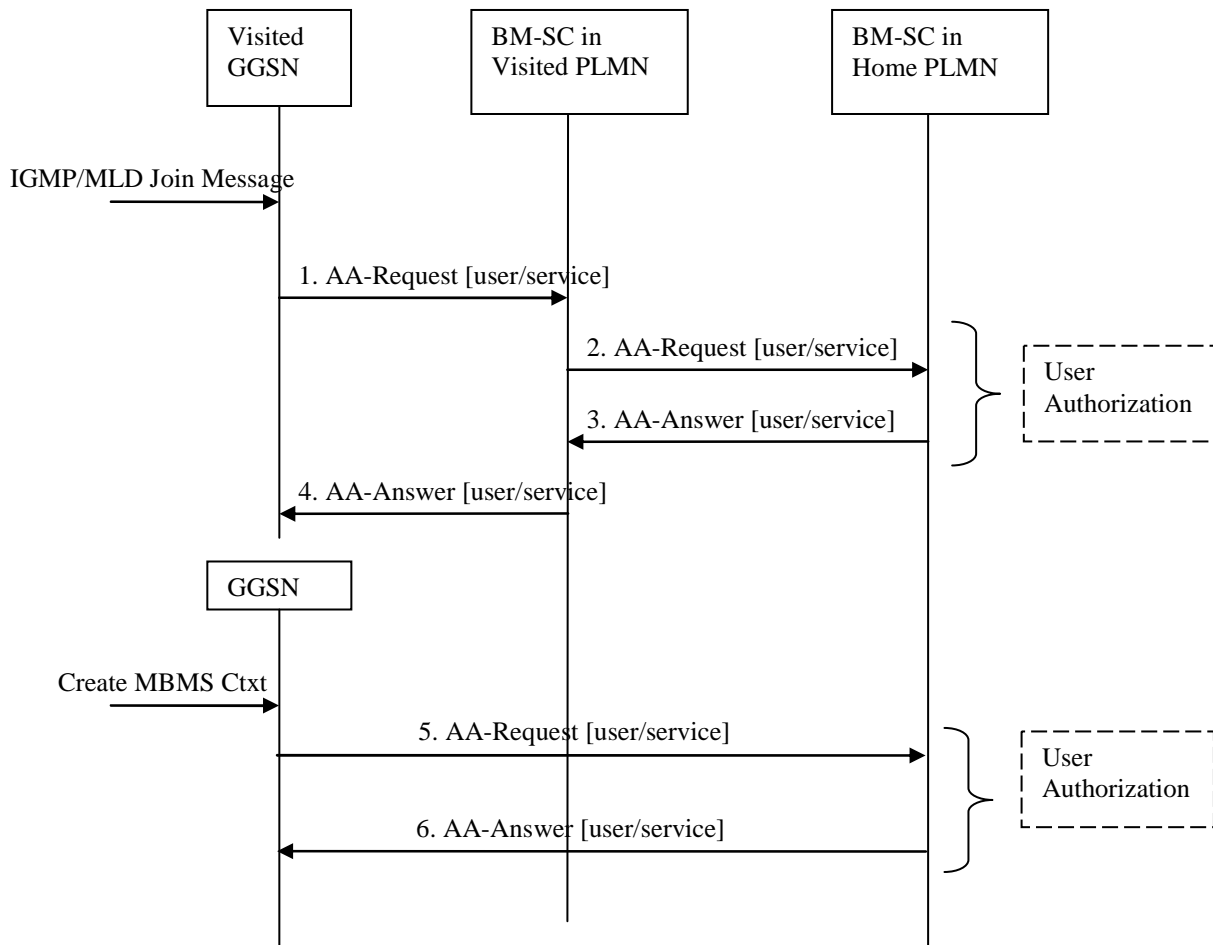 Visited
GGSN
BM-SC in
Visited PLMN
BM-SC in
Home PLMN
IGMP/MLD Join Message
1. AA-Request [user/service]
2. AA-Request [user/service]
User
Authorization
3. AA-Answer [user/service]
4. AA-Answer [user/service]
GGSN
Create MBMS Ctxt
5. AA-Request [user/service]
User
Authorization
6. AA-Answer [user/service]